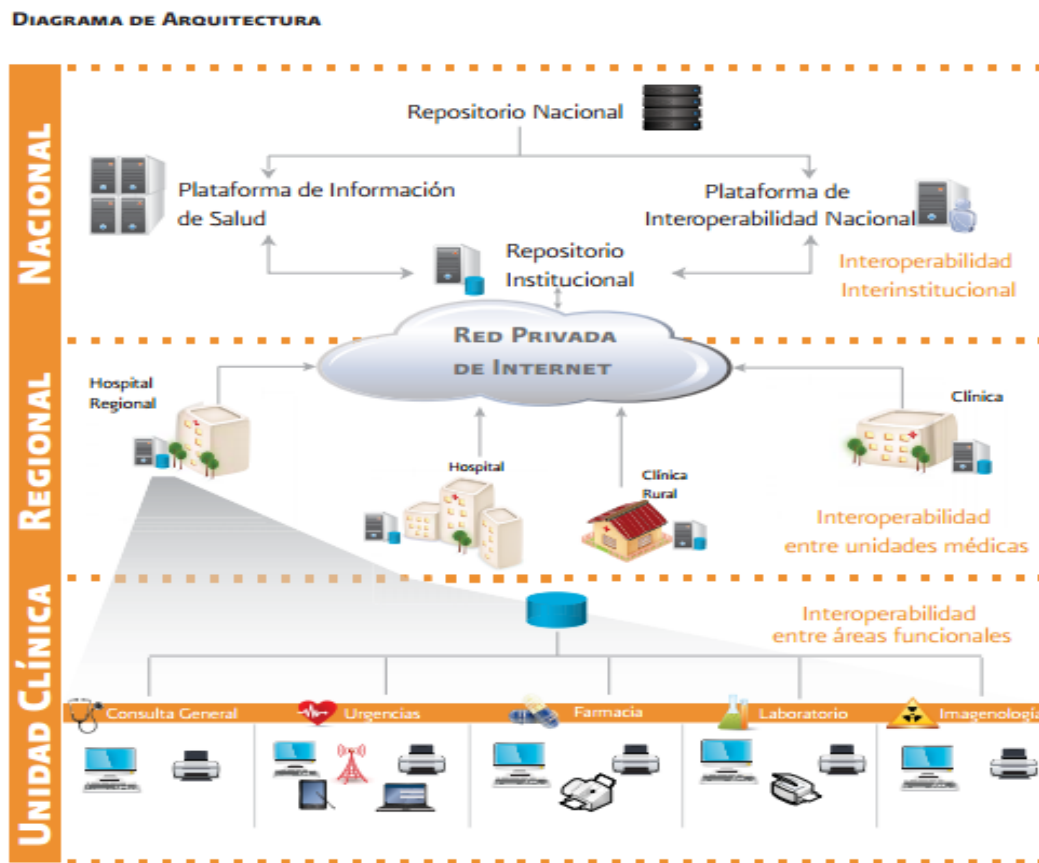 DIAGRAMA DE ARQUITECTURA
NACIONAL
Repositorio Nacional
Plataforma de Información
de Salud
Plataforma de
Interoperabilidad Nacional
Repositorio
Institucional
Interoperabilidad
Interinstitucional
RED PRIVADA
DE INTERNET
REGIONAL
Hospital
Regional
Hospital
Clínica
Rural
Clínica
Interoperabilidad
entre unidades médicas
UNIDAD CLÍNICA
Interoperabilidad
entre áreas funcionales
Consulta General
Urgencias
Farmacia
Laboratorio
Imagenología